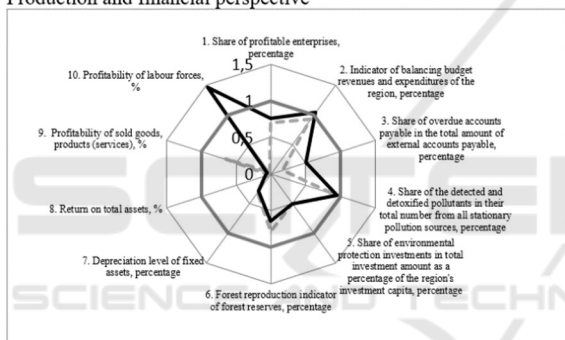 Production and financial perspective
1. Share of profitable enterprises,
percentage
1,5
1
0,5
0
2. Indicator of balancing budget
revenues and expenditures of the
region, percentage
3. Share of overdue accounts
payable in the total amount of
external accounts payable,
percentage
4. Share of the detected and
detoxified pollutants in their
total number from all stationary
pollution sources, percentage
5. Share of environmental
protection investments in total
investment amount as a
percentage of the region's
investment capita, percentage
6. Forest reproduction indicator
of forest reserves, percentage
7. Depreciation level of fixed
assets, percentage
8. Return on total assets, %
9. Profitability of sold goods,
products (services), %
10. Profitability of labour forces,
%
SCIENCE AND TECHN